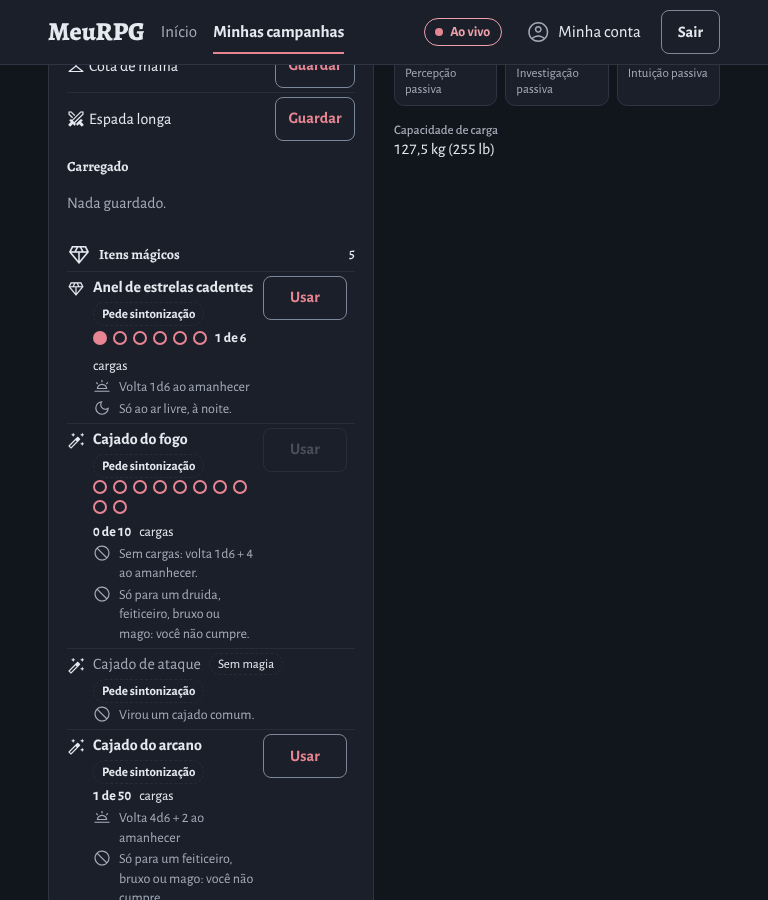 MeuRPG
Início
Minhas campanhas
Ao vivo
Minha conta
Sair
Cota de malha
Guardar
Espada longa
Guardar
Carregado
Nada guardado.
Itens mágicos
5
Anel de estrelas cadentes
Usar
Pede sintonização
1 de 6
cargas
Volta 1d6 ao amanhecer
Só ao ar livre, à noite.
Cajado do fogo
Usar
Pede sintonização
0 de 10 cargas
Sem cargas: volta 1d6 + 4
ao amanhecer.
Só para um druida,
feiticeiro, bruxo ou
mago: você não cumpre.
Cajado de ataque
Sem magia
Pede sintonização
Virou um cajado comum.
Cajado do arcano
Usar
Pede sintonização
1 de 50 cargas
Volta 4d6 + 2 ao
amanhecer
Só para um feiticeiro,
bruxo ou mago: você não
cumpre.
Percepção
passiva
Investigação
passiva
Intuição passiva
Capacidade de carga
127,5 kg (255 lb)